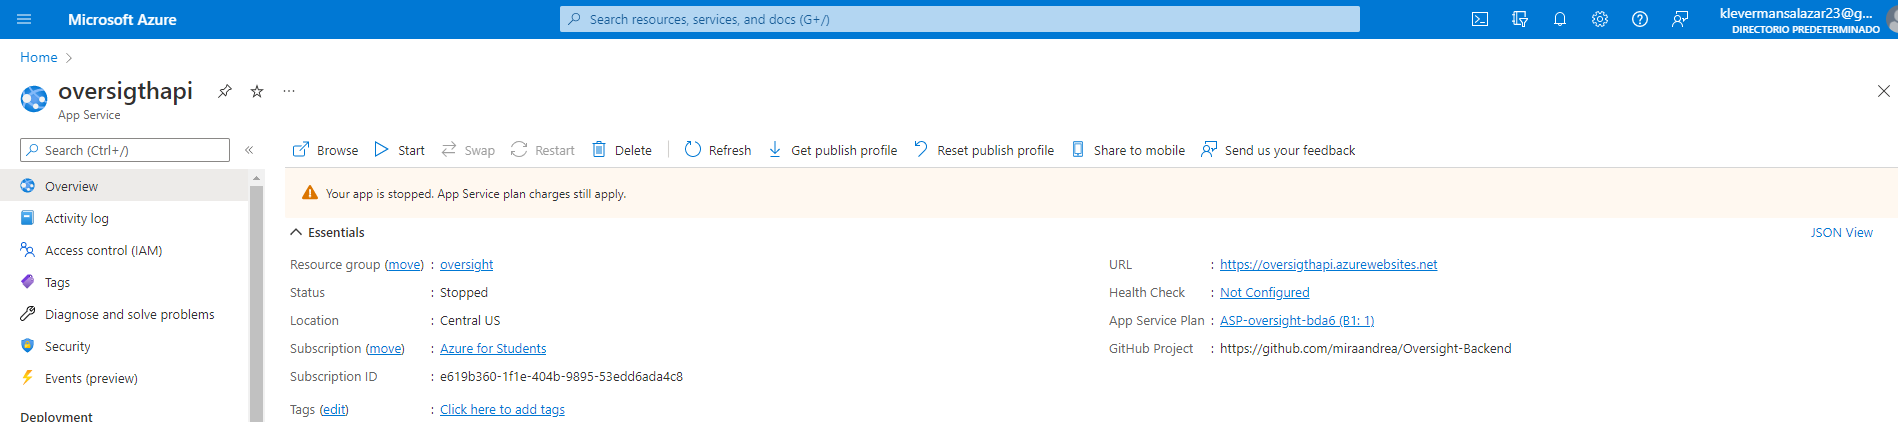 Microsoft Azure
Search resources, services, and docs (G+/)
klevermansalazar23@g...
DIRECTORIO PREDETERMINADO
Home
oversigthapi
App Service
Search (Ctrl+/)
Browse Start Swap Restart Delete Refresh Get publish profile Reset publish profile Share to mobile Send us your feedback
Overview
Activity log
Access control (IAM)
Tags
Diagnose and solve problems
Security
Events (preview)
Deployment
Your app is stopped. App Service plan charges still apply.
Essentials
JSON View
Resource group (move) : oversight
Status : Stopped
Location : Central US
Subscription (move) : Azure for Students
Subscription ID : e619b360-1f1e-404b-9895-53edd6ada4c8
Tags (edit) : Click here to add tags
URL : https://oversigthapi.azurewebsites.net
Health Check : Not Configured
App Service Plan : ASP-oversight-bda6 (B1: 1)
GitHub Project : https://github.com/miraandrea/Oversight-Backend